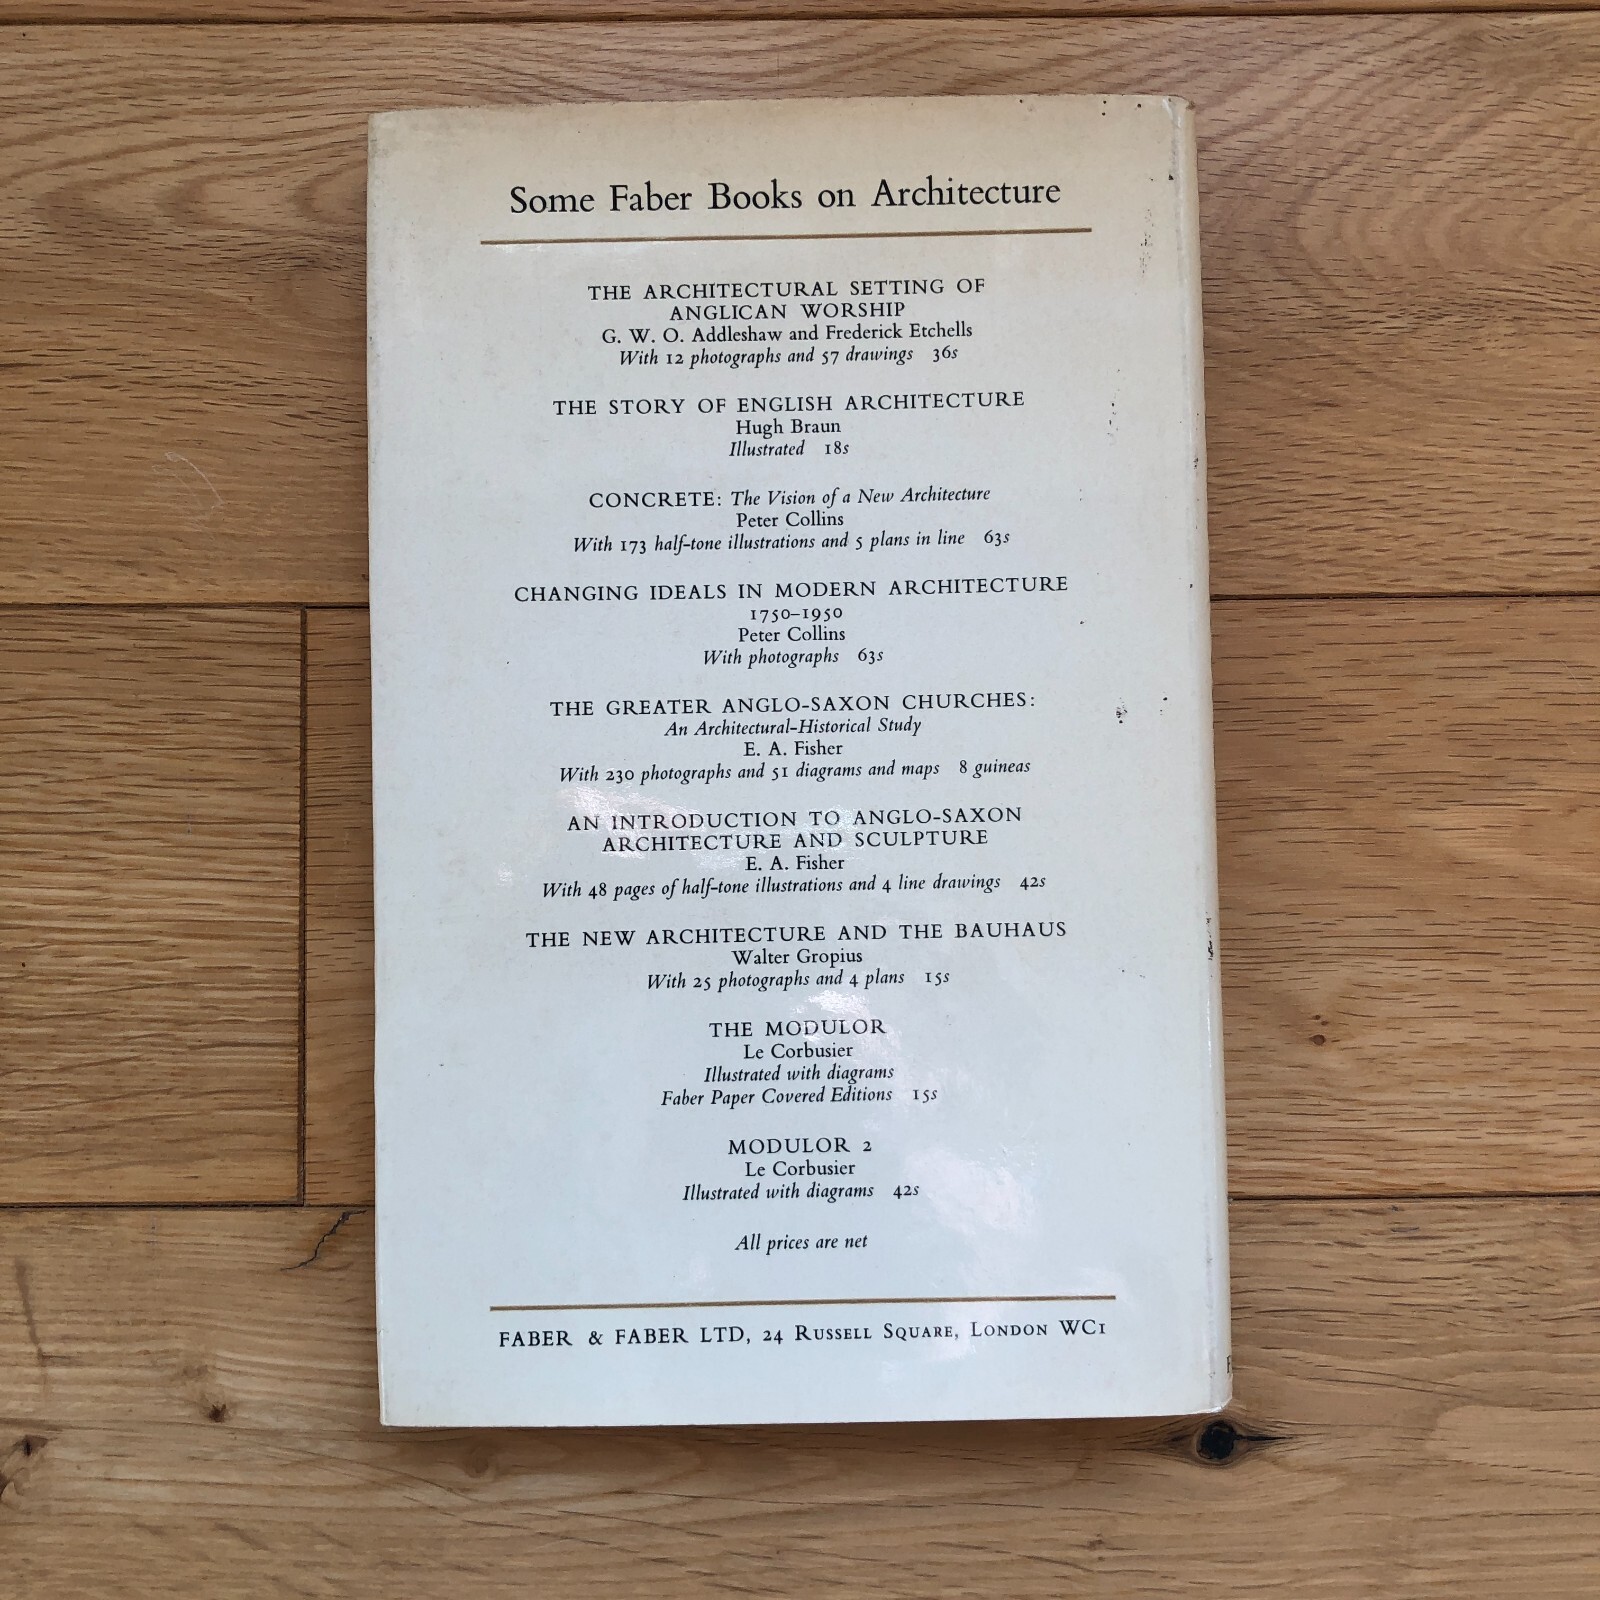 Some Faber Books on Architecture
THE ARCHITECTURAL SETTING OF
ANGLICAN WORSHIP
G. W. O. Addleshaw and Frederick Etchells
With 12 photographs and 57 drawings 36s
THE STORY OF ENGLISH ARCHITECTURE
Hugh Braun
Illustrated 18s
CONCRETE: The Vision of a New Architecture
Peter Collins
With 173 half-tone illustrations and 5 plans in line 63s
CHANGING IDEALS IN MODERN ARCHITECTURE
1750–1950
Peter Collins
With photographs 63s
THE GREATER ANGLO-SAXON CHURCHES:
An Architectural-Historical Study
E. A. Fisher
With 230 photographs and 51 diagrams and maps 8 guineas
AN INTRODUCTION TO ANGLO-SAXON
ARCHITECTURE AND SCULPTURE
E. A. Fisher
With 48 pages of half-tone illustrations and 4 line drawings 42s
THE NEW ARCHITECTURE AND THE BAUHAUS
Walter Gropius
With 25 photographs and 4 plans 15s
THE MODULOR
Le Corbusier
Illustrated with diagrams
Faber Paper Covered Editions 15s
MODULOR 2
Le Corbusier
Illustrated with diagrams 42s
All prices are net
FABER & FABER LTD, 24 RUSSELL SQUARE, LONDON WC1